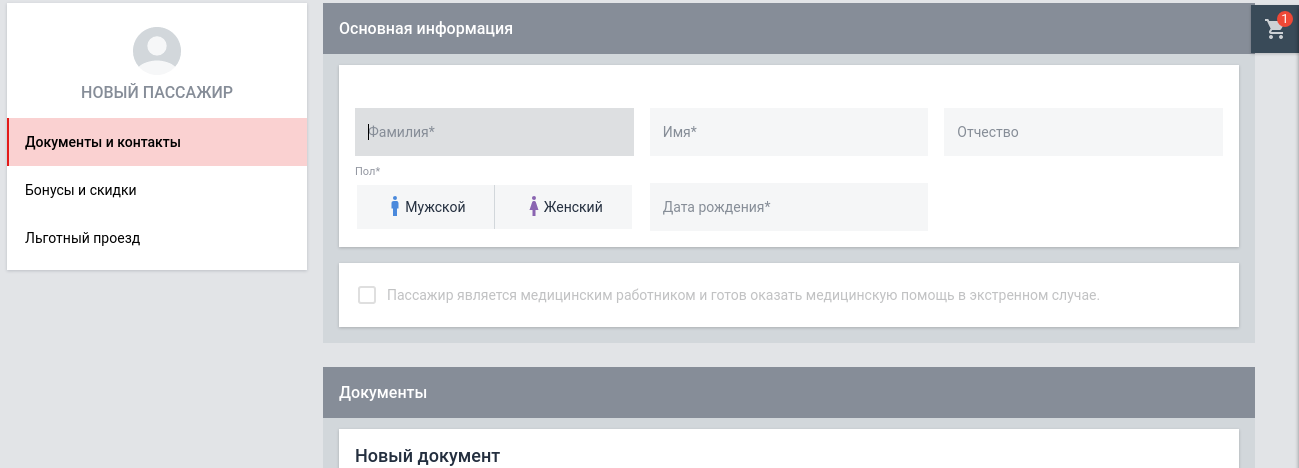 НОВЫЙ ПАССАЖИР
Документы и контакты
Бонусы и скидки
Льготный проезд
Основная информация
1
Фамилия*
Имя*
Отчество
Пол*
Мужской
Женский
Дата рождения*
Пассажир является медицинским работником и готов оказать медицинскую помощь в экстренном случае.
Документы
Новый документ